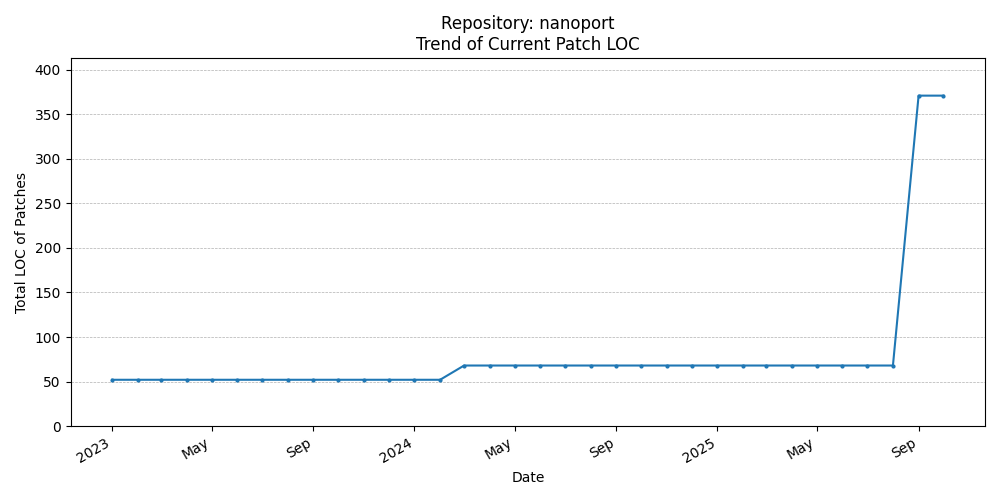 Repository: nanoport
Trend of Current Patch LOC
Total LOC of Patches
400
350
300
250
200
150
100
50
0
2023
May
Sep
2024
May
Sep
2025
May
Sep
Date